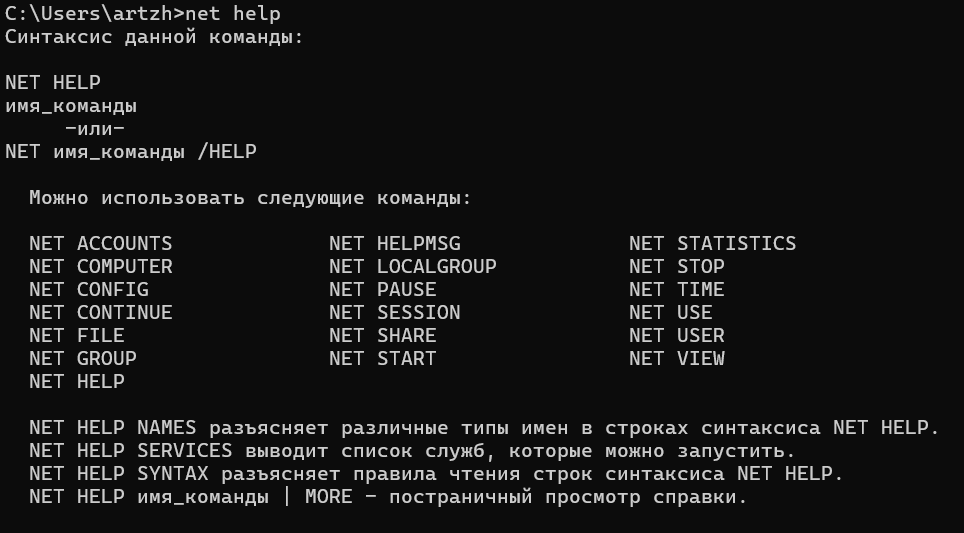 C:\Users\artzh>net help
Синтаксис данной команды:
NET HELP
имя_команды
-или-
NET имя_команды /HELP
Можно использовать следующие команды:
NET ACCOUNTS NET HELPMSG NET STATISTICS
NET COMPUTER NET LOCALGROUP NET STOP
NET CONFIG NET PAUSE NET TIME
NET CONTINUE NET SESSION NET USE
NET FILE NET SHARE NET USER
NET GROUP NET START NET VIEW
NET HELP
NET HELP NAMES разъясняет различные типы имен в строках синтаксиса NET HELP.
NET HELP SERVICES выводит список служб, которые можно запустить.
NET HELP SYNTAX разъясняет правила чтения строк синтаксиса NET HELP.
NET HELP имя_команды | MORE - постраничный просмотр справки.